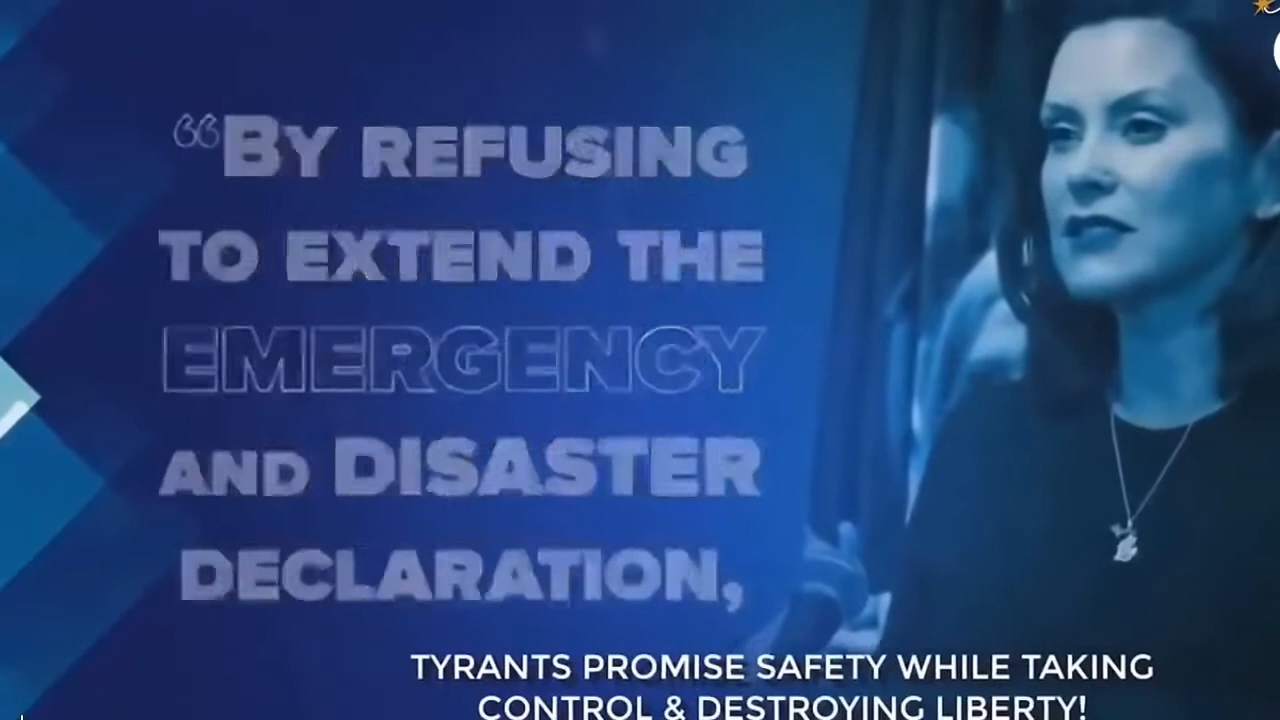 “BY REFUSING
TO EXTEND THE
EMERGENCY
AND DISASTER
DECLARATION,
TYRANTS PROMISE SAFETY WHILE TAKING
CONTROL & DESTROYING LIBERTY!